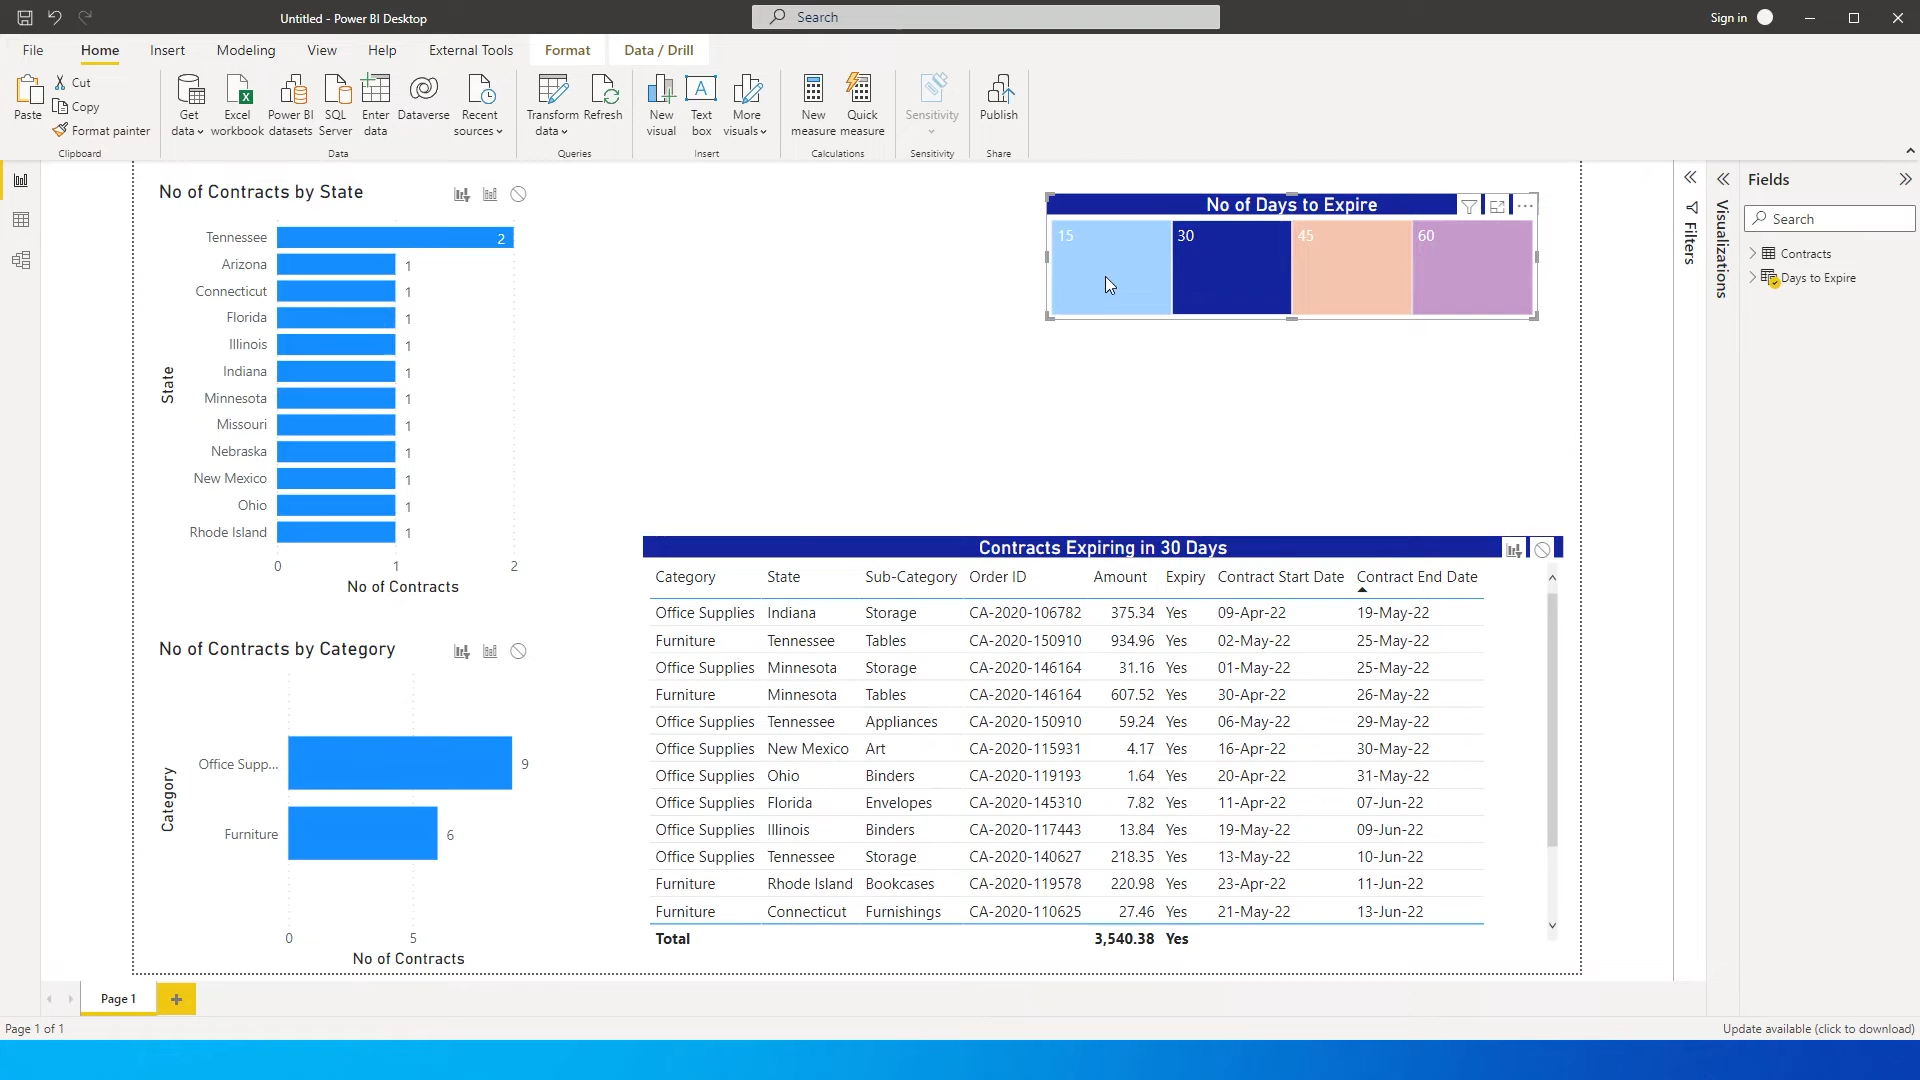 Untitled - Power BI Desktop
Search
Sign in
File Home Insert Modeling View Help External Tools Format Data / Drill
Paste
Cut
Copy
Format painter
Clipboard
Get data
Excel workbook
Power BI datasets
SQL Server
Enter data
Dataverse
Recent sources
Data
Transform data
Refresh
Queries
New visual
Text box
More visuals
Insert
New measure
Quick measure
Calculations
Sensitivity
Sensitivity
Publish
Share
No of Contracts by State
State
Tennessee 2
Arizona 1
Connecticut 1
Florida 1
Illinois 1
Indiana 1
Minnesota 1
Missouri 1
Nebraska 1
New Mexico 1
Ohio 1
Rhode Island 1
0 1 2
No of Contracts
No of Contracts by Category
Category
Office Supp... 9
Furniture 6
0 5
No of Contracts
No of Days to Expire
15 30 45 60
Contracts Expiring in 30 Days
Category State Sub-Category Order ID Amount Expiry Contract Start Date Contract End Date
Office Supplies Indiana Storage CA-2020-106782 375.34 Yes 09-Apr-22 19-May-22
Furniture Tennessee Tables CA-2020-150910 934.96 Yes 02-May-22 25-May-22
Office Supplies Minnesota Storage CA-2020-146164 31.16 Yes 01-May-22 25-May-22
Furniture Minnesota Tables CA-2020-146164 607.52 Yes 30-Apr-22 26-May-22
Office Supplies Tennessee Appliances CA-2020-150910 59.24 Yes 06-May-22 29-May-22
Office Supplies New Mexico Art CA-2020-115931 4.17 Yes 16-Apr-22 30-May-22
Office Supplies Ohio Binders CA-2020-119193 1.64 Yes 20-Apr-22 31-May-22
Office Supplies Florida Envelopes CA-2020-145310 7.82 Yes 11-Apr-22 07-Jun-22
Office Supplies Illinois Binders CA-2020-117443 13.84 Yes 19-May-22 09-Jun-22
Office Supplies Tennessee Storage CA-2020-140627 218.35 Yes 13-May-22 10-Jun-22
Furniture Rhode Island Bookcases CA-2020-119578 220.98 Yes 23-Apr-22 11-Jun-22
Furniture Connecticut Furnishings CA-2020-110625 27.46 Yes 21-May-22 13-Jun-22
Total 3,540.38 Yes
Filters
Visualizations
Fields
Search
Contracts
Days to Expire
Page 1
Page 1 of 1
Update available (click to download)